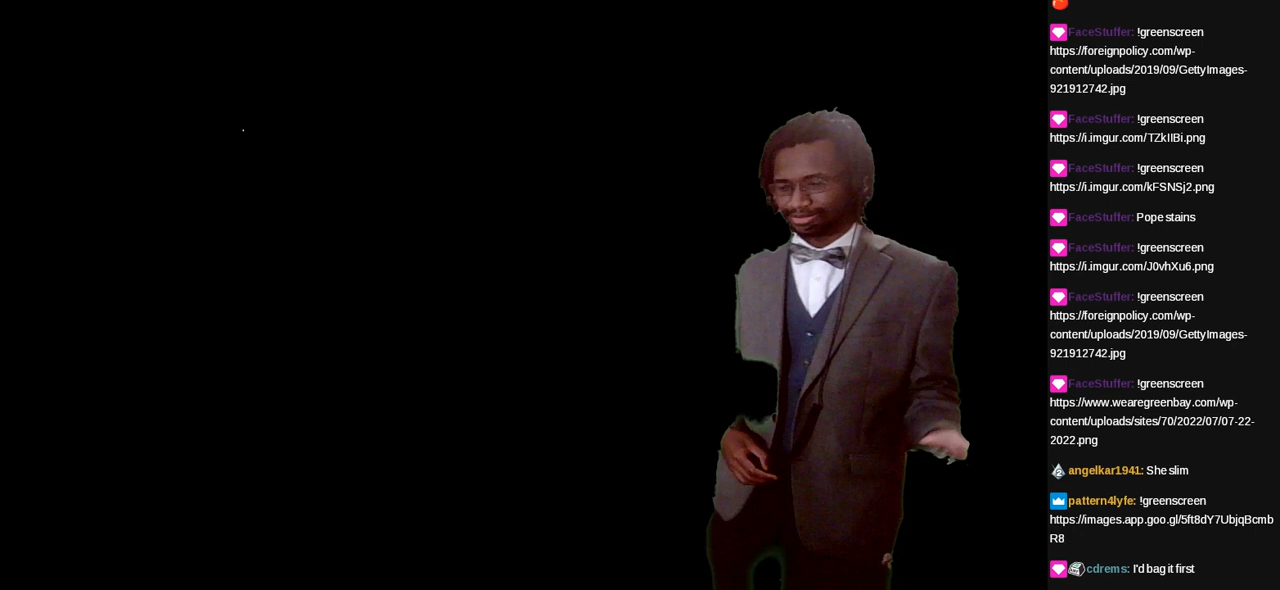 FaceStuffer: !greenscreen
https://foreignpolicy.com/wp-
content/uploads/2019/09/GettyImages-
921912742.jpg
FaceStuffer: !greenscreen
https://i.imgur.com/TZkIIBi.png
FaceStuffer: !greenscreen
https://i.imgur.com/kFSNSj2.png
FaceStuffer: Pope stains
FaceStuffer: !greenscreen
https://i.imgur.com/J0vhXu6.png
FaceStuffer: !greenscreen
https://foreignpolicy.com/wp-
content/uploads/2019/09/GettyImages-
921912742.jpg
FaceStuffer: !greenscreen
https://www.wearegreenbay.com/wp-
content/uploads/sites/70/2022/07/07-22-
2022.png
2 angelkar1941: She slim
pattern4lyfe: !greenscreen
https://images.app.goo.gl/5ft8dY7UbjqBcmb
R8
cdrems: I'd bag it first